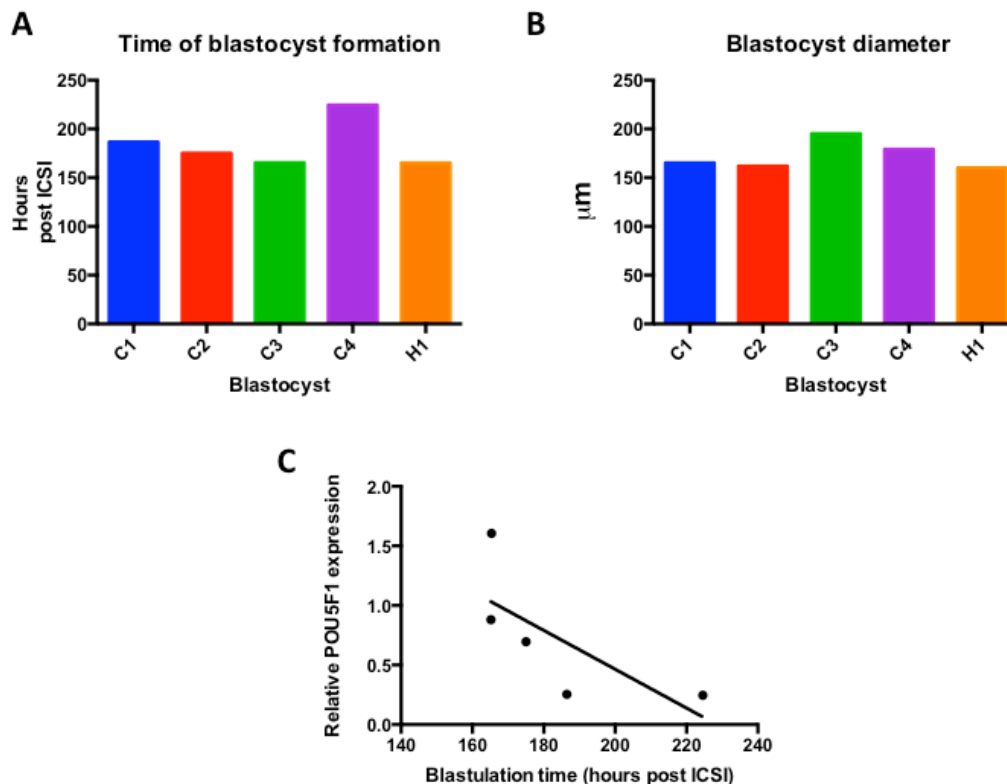 A
Time of blastocyst formation
Hours
post ICSI
250
200
150
100
50
0
C1
C2
C3
C4
H1
Blastocyst
B
Blastocyst diameter
μm
250
200
150
100
50
0
C1
C2
C3
C4
H1
Blastocyst
C
Relative POU5F1 expression
2.0
1.5
1.0
0.5
0.0
140
160
180
200
220
240
Blastulation time (hours post ICSI)